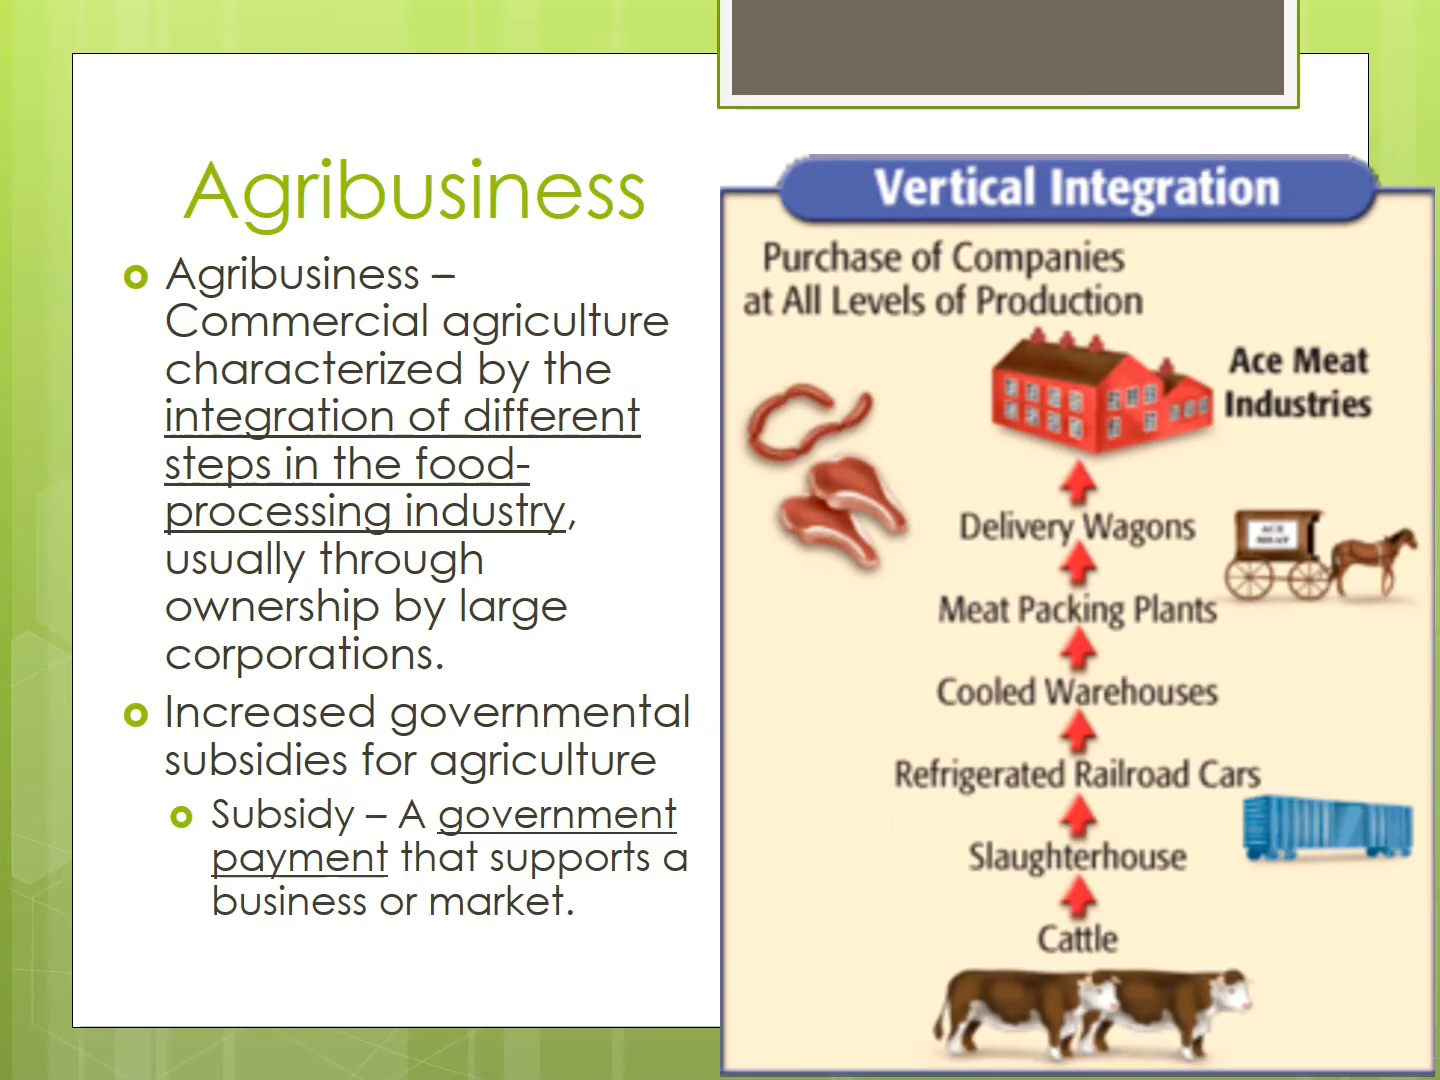 Agribusiness
Agribusiness –
Commercial agriculture
characterized by the
integration of different
steps in the food-
processing industry,
usually through
ownership by large
corporations.
Increased governmental
subsidies for agriculture
Subsidy – A government
payment that supports a
business or market.
Vertical Integration
Purchase of Companies
at All Levels of Production
Ace Meat
Industries
Delivery Wagons
ACE
MEAT
Meat Packing Plants
Cooled Warehouses
Refrigerated Railroad Cars
Slaughterhouse
Cattle